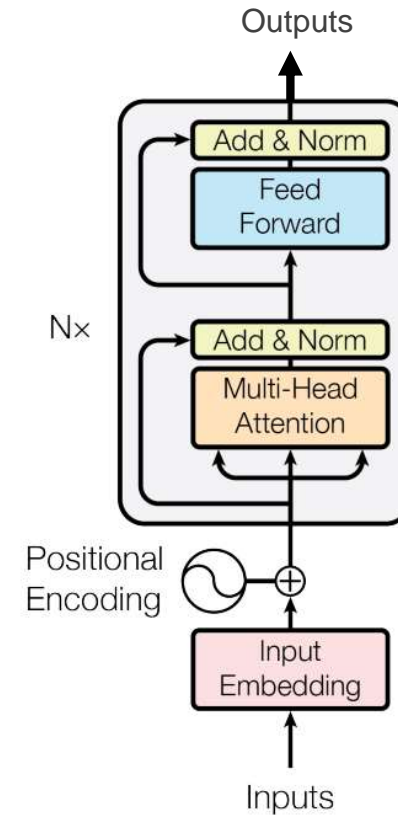 Outputs
Add & Norm
Feed
Forward
Nx
Add & Norm
Multi-Head
Attention
Positional
Encoding
Input
Embedding
Inputs